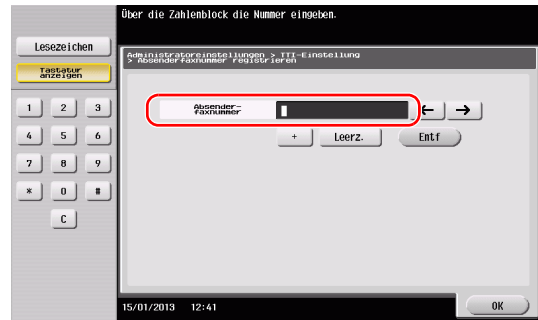 Über die Zahlenblock die Nummer eingeben.
Lesezeichen
Tastatur
anzeigen
Administratoreinstellungen > TTI-Einstellung
> Absenderfaxnummer registrieren
Absender-
faxnummer
← →
+ Leerz. Entf
1 2 3
4 5 6
7 8 9
* 0 #
C
15/01/2013 12:41
OK